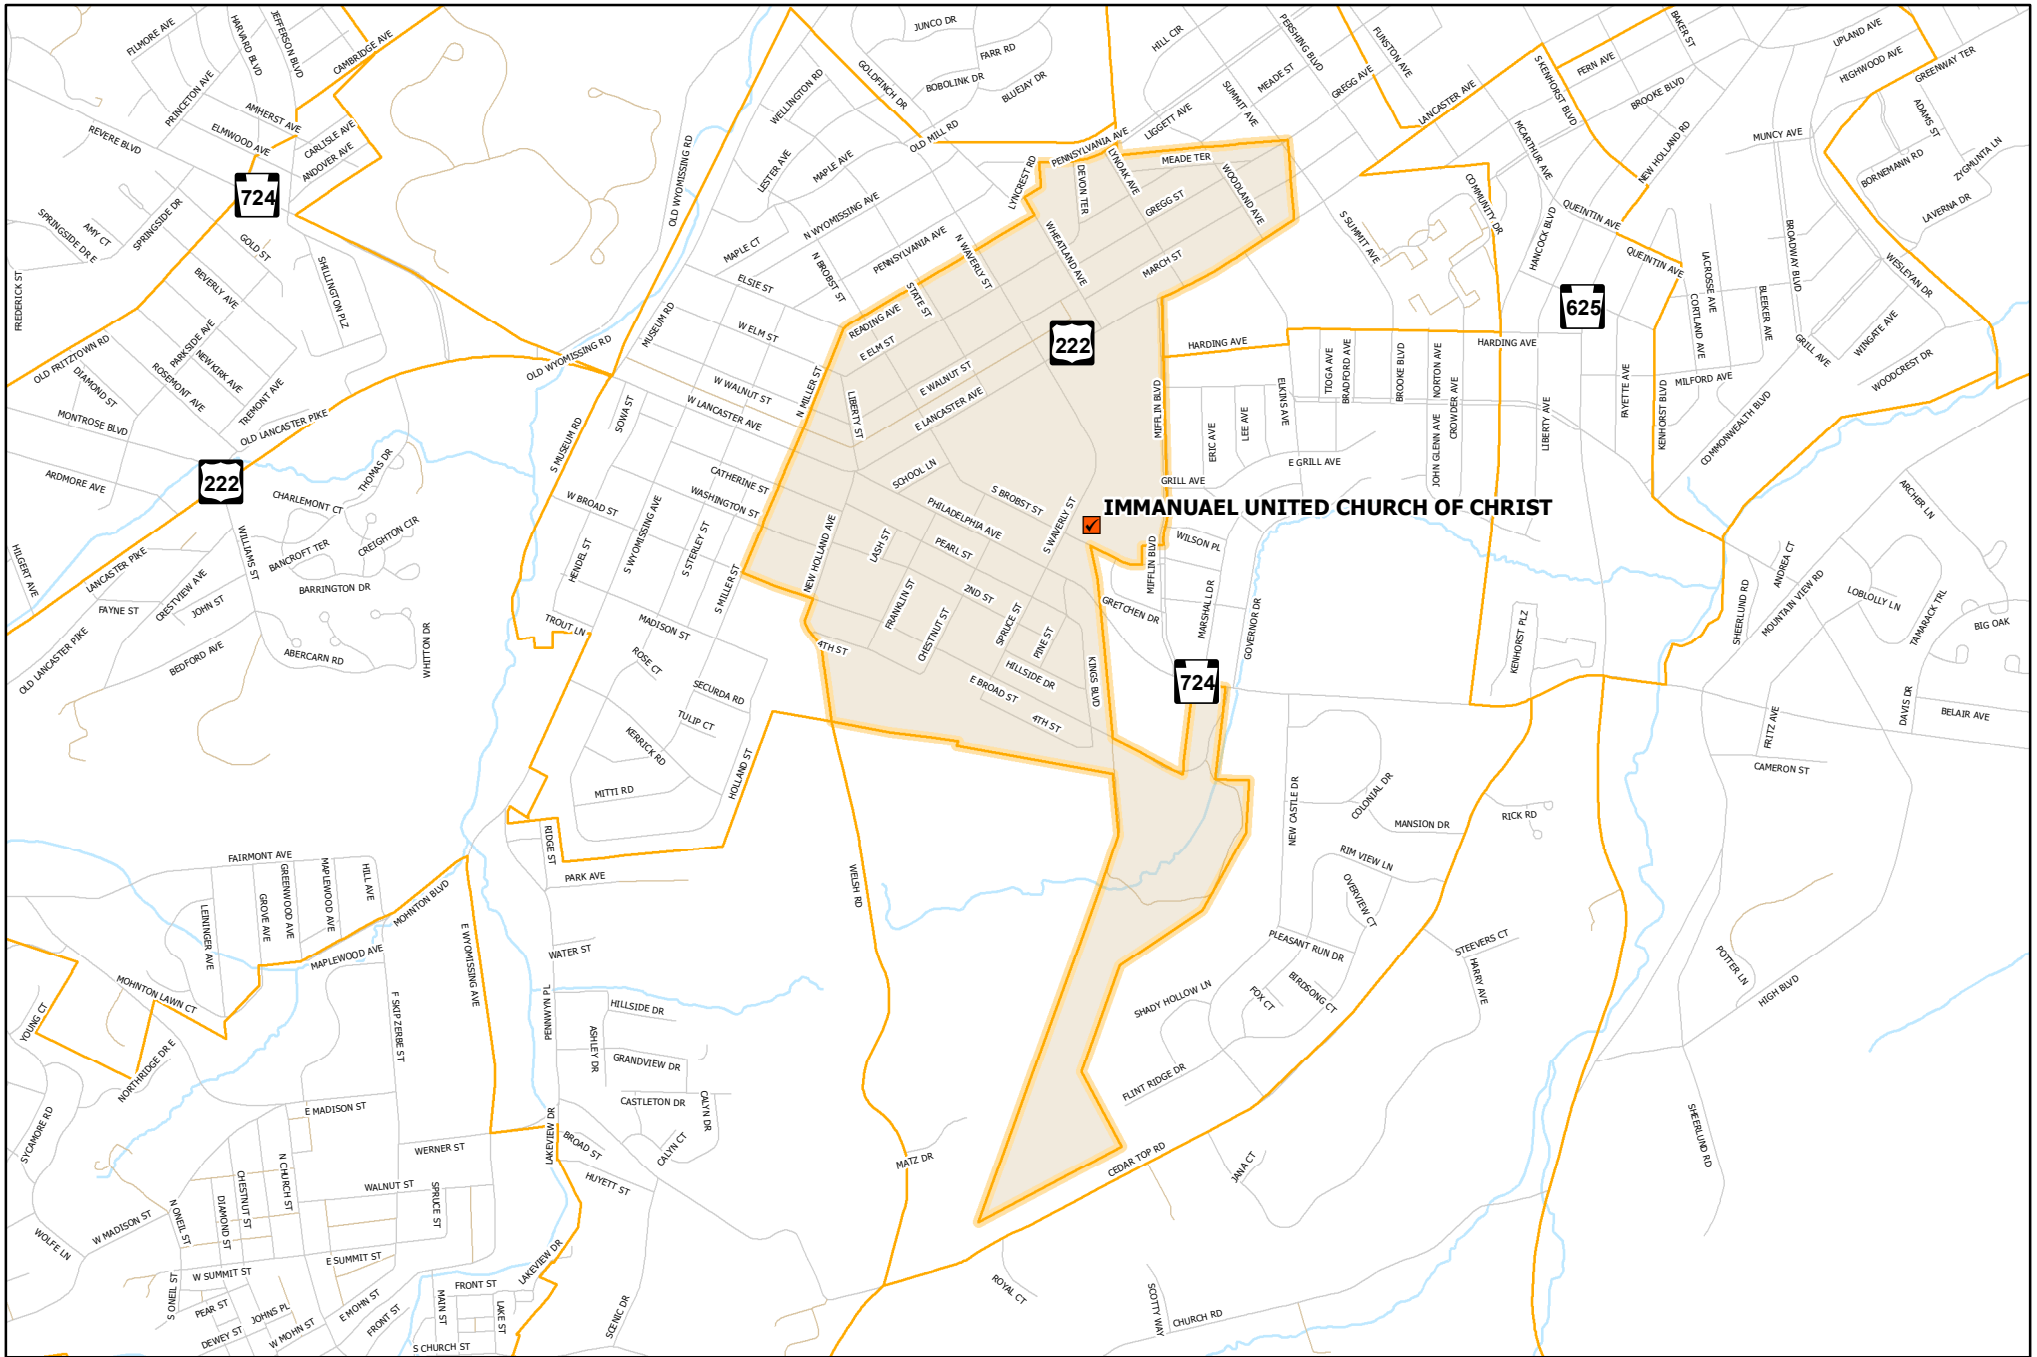 FILMORE AVE
HARVARD BLVD
JEFFERSON BLVD
CAMBRIDGE AVE
PRINCETON AVE
AMHERST AVE
ELMWOOD AVE
CARLISLE AVE
ANDOVER AVE
REVERE BLVD
724
SPRINGSIDE DR
AMY CT
SPRINGSIDE DR E
GOLD ST
BEVERLY AVE
SHILLINGTON PLZ
FREDERICK ST
PARKSIDE AVE
NEWKIRK AVE
OLD FRITZTOWN RD
DIAMOND ST
ROSEMONT AVE
TREMONT AVE
MONTROSE BLVD
OLD LANCASTER PIKE
ARDMORE AVE
222
THOMAS DR
CHARLEMONT CT
CREIGHTON CIR
BANCROFT TER
WILLIAMS ST
BARRINGTON DR
HILGERT AVE
LANCASTER PIKE
CRESTVIEW AVE
FAYNE ST
JOHN ST
BEDFORD AVE
ABERCARN RD
WHITTON DR
OLD LANCASTER PIKE
JUNCO DR
FARR RD
GOLDFINCH DR
BOBOLINK DR
BLUEJAY DR
WELLINGTON RD
OLD MILL RD
OLD WYOMISSING RD
LESTER AVE
MAPLE AVE
N WYOMISSING AVE
MAPLE CT
PENNSYLVANIA AVE
N WAVERLY ST
N BROBST ST
ELSIE ST
STATE ST
READING AVE
MUSEUM RD
W ELM ST
E ELM ST
OLD WYOMISSING RD
W WALNUT ST
N MILLER ST
E WALNUT ST
W LANCASTER AVE
LIBERTY ST
E LANCASTER AVE
SOWA ST
S MUSEUM RD
HILL CIR
PERSHING BLVD
FUNSTON AVE
MEADE ST
GREGG AVE
SUMMIT AVE
LIGGETT AVE
PENNSYLVANIA AVE
LYNCREST RD
LYNOAK AVE
MEADE TER
DEVON TER
GREGG ST
WOODLAND AVE
WHEATLAND AVE
MARCH ST
222
LANCASTER AVE
S KENHORST BLVD
BAKER ST
FERN AVE
UPLAND AVE
HIGHWOOD AVE
GREENWAY TER
BROOKE BLVD
ADAMS ST
MCARTHUR AVE
NEW HOLLAND RD
MUNCY AVE
BORNEMANN RD
ZYGMUNTA LN
LAVERNA DR
COMMUNITY DR
S SUMMIT AVE
QUEINTIN AVE
HANCOCK BLVD
QUEINTIN AVE
LACROSSE AVE
BROADWAY BLVD
WESLEYAN DR
625
CORTLAND AVE
BLEEKER AVE
WINGATE AVE
GRILL AVE
HARDING AVE
HARDING AVE
WOODCREST DR
MILFORD AVE
TIOGA AVE
BRADFORD AVE
BROOKE BLVD
NORTON AVE
CROWDER AVE
FAYETTE AVE
KENHORST BLVD
COMMONWEALTH BLVD
ELKINS AVE
MIFFLIN BLVD
ERIC AVE
LEE AVE
JOHN GLENN AVE
LIBERTY AVE
E GRILL AVE
GRILL AVE
ARCHER LN
CATHERINE ST
SCHOOL LN
WASHINGTON ST
W BROAD ST
S BROBST ST
PHILADELPHIA AVE
S WAVERLY ST
IMMANUAEL UNITED CHURCH OF CHRIST
S WYOMISSING AVE
S STERLEY ST
HENDEL ST
S MILLER ST
NEW HOLLAND AVE
LASH ST
PEARL ST
WILSON PL
MIFFLIN BLVD
2ND ST
FRANKLIN ST
CHESTNUT ST
SPRUCE ST
PINE ST
GRETCHEN DR
MARSHALL DR
GOVERNOR DR
ANDREA CT
SHEERLUND RD
MOUNTAIN VIEW RD
LOBLOLLY LN
TAMARACK TRL
BIG OAK
TROUT LN
MADISON ST
4TH ST
ROSE CT
SECURDA RD
TULIP CT
HILLSIDE DR
E BROAD ST
4TH ST
KINGS BLVD
724
KENHORST PLZ
DAVIS DR
BELAIR AVE
FRITZ AVE
CAMERON ST
KERRICK RD
HOLLAND ST
MITTI RD
NEW CASTLE DR
COLONIAL DR
MANSION DR
RICK RD
RIM VIEW LN
OVERVIEW CT
RIDGE ST
PARK AVE
WELSH RD
FAIRMONT AVE
HILL AVE
MAPLEWOOD AVE
GREENWOOD AVE
GROVE AVE
LEININGER AVE
MOHNTON BLVD
MAPLEWOOD AVE
E WYOMISSING AVE
WATER ST
MOHNTON LAWN CT
YOUNG CT
NORTHRIDGE DR E
F SKIP ZERBE ST
PENNWYN PL
HILLSIDE DR
ASHLEY DR
GRANDVIEW DR
CASTLETON DR
CALYN DR
CALYN CT
PLEASANT RUN DR
STEEVERS CT
HARRY AVE
SHADY HOLLOW LN
FOX CT
BIRDSONG CT
FLINT RIDGE DR
POTTER LN
HIGH BLVD
SHEERLUND RD
SYCAMORE RD
E MADISON ST
WERNER ST
LAKEVIEW DR
BROAD ST
HUYETT ST
MATZ DR
CEDAR TOP RD
JANA CT
N CHURCH ST
CHESTNUT ST
DIAMOND ST
WALNUT ST
SPRUCE ST
N ONEIL ST
W MADISON ST
WOLFE LN
E SUMMIT ST
W SUMMIT ST
S ONEIL ST
PEAR ST
JOHNS PL
DEWEY ST
W MOHN ST
E MOHN ST
FRONT ST
MAIN ST
FRONT ST
LAKE ST
LAKEVIEW DR
S CHURCH ST
SCENIC DR
ROYAL CT
SCOTTY WAY
CHURCH RD